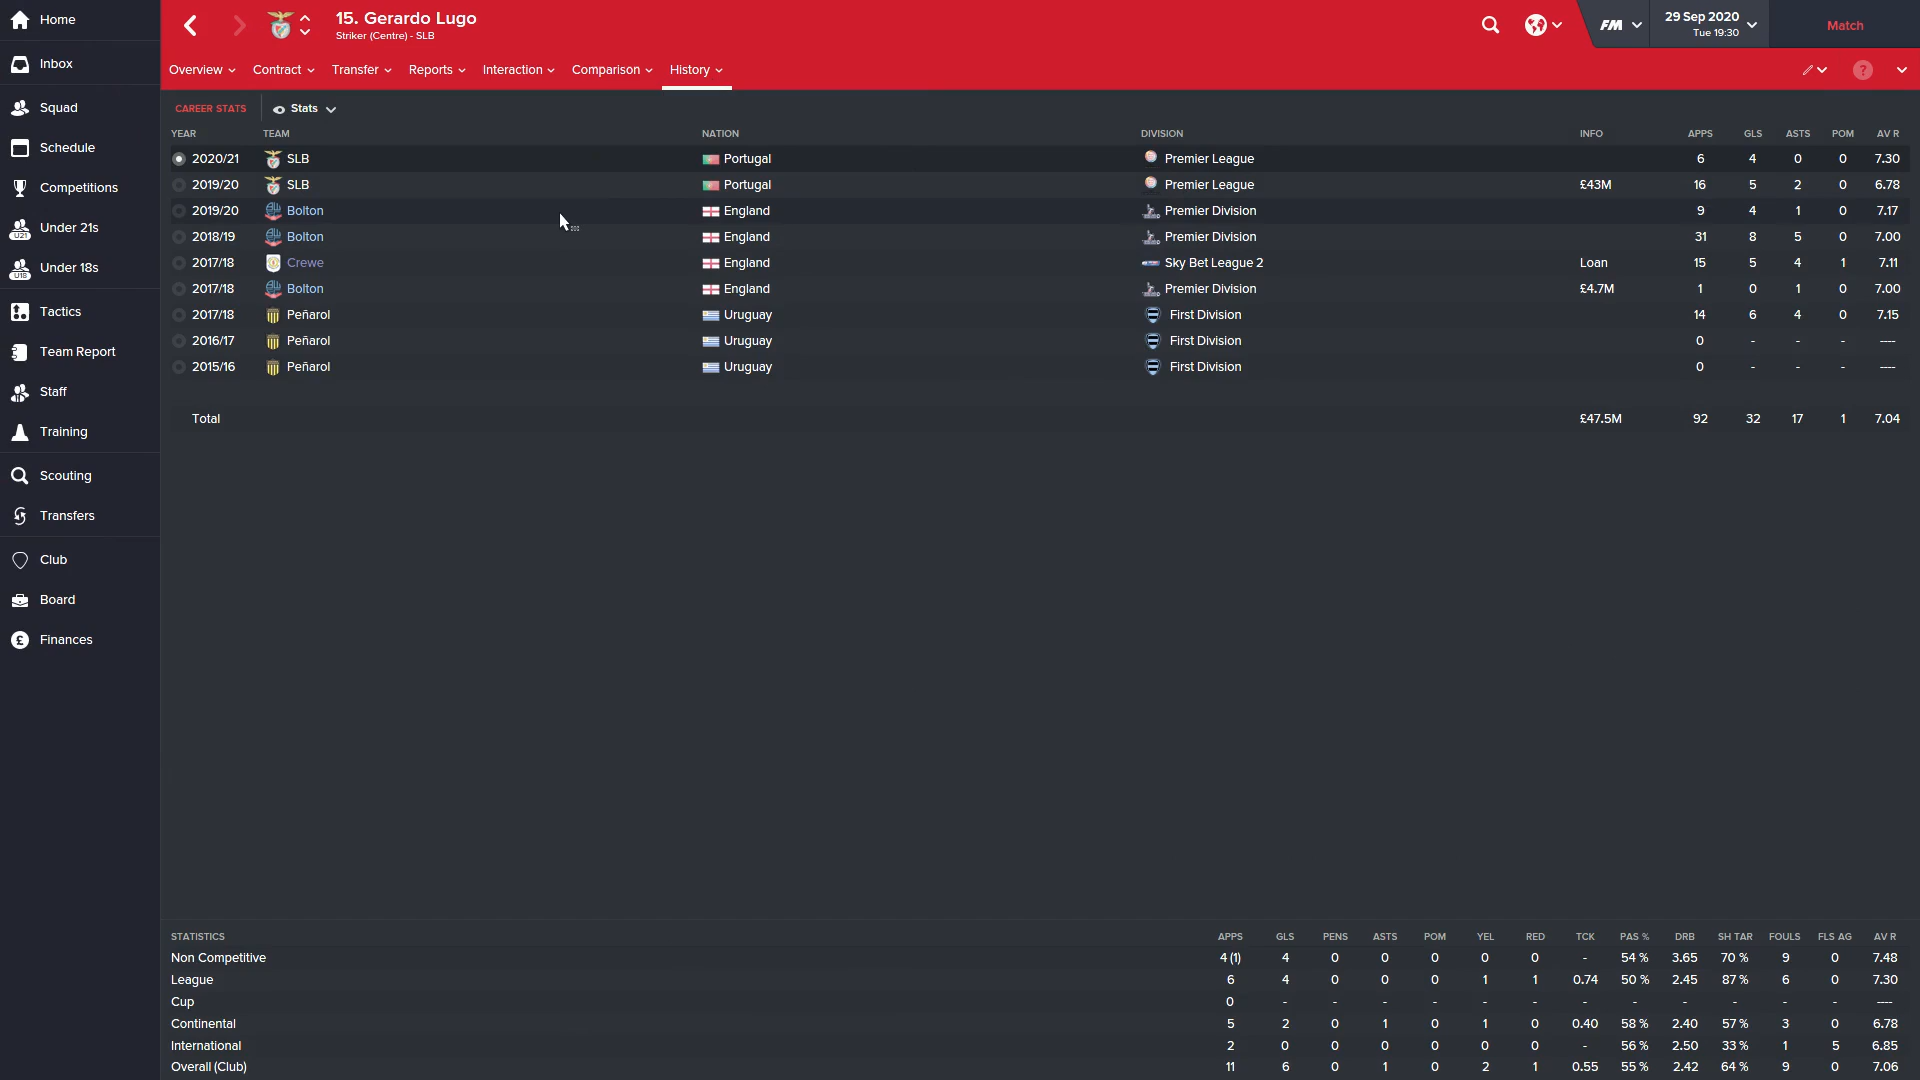 Home
Inbox
Squad
Schedule
Competitions
U21 Under 21s
U18 Under 18s
Tactics
Team Report
Staff
Training
Scouting
Transfers
Club
Board
£ Finances
15. Gerardo Lugo
Striker (Centre) - SLB
FM
29 Sep 2020
Tue 19:30
Match
Overview Contract Transfer Reports Interaction Comparison History ?
CAREER STATS Stats
YEAR TEAM NATION DIVISION INFO APPS GLS ASTS POM AV R
2020/21 SLB Portugal Premier League 6 4 0 0 7.30
2019/20 SLB Portugal Premier League £43M 16 5 2 0 6.78
2019/20 Bolton England Premier Division 9 4 1 0 7.17
2018/19 Bolton England Premier Division 31 8 5 0 7.00
2017/18 Crewe England Sky Bet League 2 Loan 15 5 4 1 7.11
2017/18 Bolton England Premier Division £4.7M 1 0 1 0 7.00
2017/18 Peñarol Uruguay First Division 14 6 4 0 7.15
2016/17 Peñarol Uruguay First Division 0 - - - ----
2015/16 Peñarol Uruguay First Division 0 - - - ----
Total £47.5M 92 32 17 1 7.04
STATISTICS APPS GLS PENS ASTS POM YEL RED TCK PAS % DRB SH TAR FOULS FLS AG AV R
Non Competitive 4 (1) 4 0 0 0 0 0 - 54 % 3.65 70 % 9 0 7.48
League 6 4 0 0 0 1 1 0.74 50 % 2.45 87 % 6 0 7.30
Cup 0 - - - - - - - - - - - - ----
Continental 5 2 0 1 0 1 0 0.40 58 % 2.40 57 % 3 0 6.78
International 2 0 0 0 0 0 0 - 56 % 2.50 33 % 1 5 6.85
Overall (Club) 11 6 0 1 0 2 1 0.55 55 % 2.42 64 % 9 0 7.06